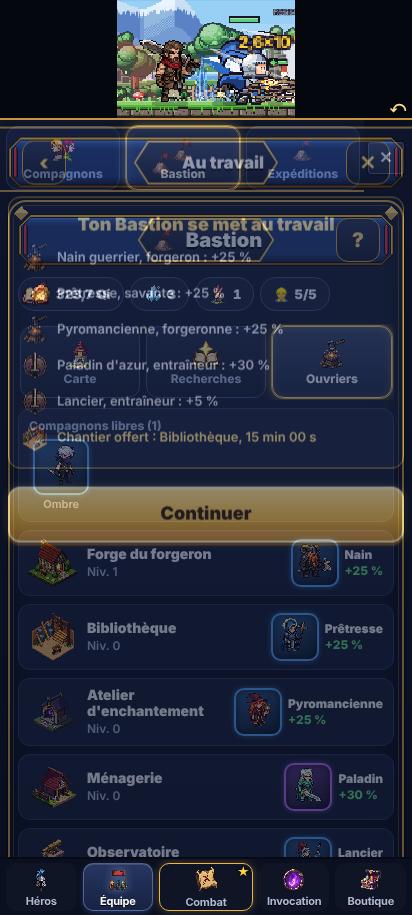 2,6×10
Compagnons
Bastion
Expéditions
Au travail
Ton Bastion se met au travail
Bastion
?
Nain guerrier, forgeron : +25 %
Prêtresse, savante : +25 %
3
1
5/5
Pyromancienne, forgeronne : +25 %
Paladin d'azur, entraîneur : +30 %
Carte
Recherches
Ouvriers
Lancier, entraîneur : +5 %
Compagnons libres (1)
Chantier offert : Bibliothèque, 15 min 00 s
Ombre
Continuer
Forge du forgeron
Niv. 1
Nain
+25 %
Bibliothèque
Niv. 0
Prêtresse
+25 %
Atelier
d'enchantement
Niv. 0
Pyromancienne
+25 %
Ménagerie
Niv. 0
Paladin
+30 %
Observatoire
Lancier
Héros
Équipe
Combat
Invocation
Boutique